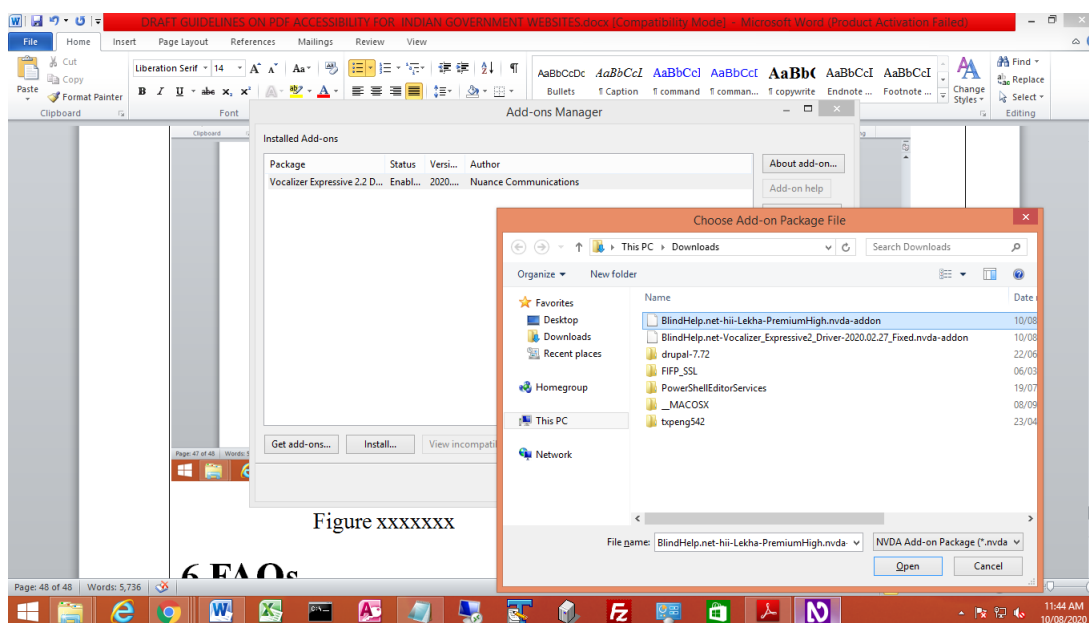 DRAFT GUIDELINES ON PDF ACCESSIBILITY FOR INDIAN GOVERNMENT WEBSITES.docx [Compatibility Mode] - Microsoft Word (Product Activation Failed)
File Home Insert Page Layout References Mailings Review View
Cut
Copy
Format Painter
Paste
Clipboard
Liberation Serif 14
Font
AaBbCcDc AaBbCcI AaBbCcl AaBbCcI AaBb( AaBbCcI AaBbCcI
Bullets ¶ Caption ¶ command ¶ comman... ¶ copywrite Endnote ... Footnote ...
Change Styles
Find
Replace
Select
Editing
Clipboard
Add-ons Manager
Installed Add-ons
Package Status Versi... Author
Vocalizer Expressive 2.2 D... Enabl... 2020.... Nuance Communications
About add-on...
Add-on help
Get add-ons... Install... View incompati
Choose Add-on Package File
This PC Downloads
Search Downloads
Organize New folder
Favorites
Desktop
Downloads
Recent places
Homegroup
This PC
Network
Name Date
BlindHelp.net-hii-Lekha-PremiumHigh.nvda-addon 10/08
BlindHelp.net-Vocalizer_Expressive2_Driver-2020.02.27_Fixed.nvda-addon 10/08
drupal-7.72 22/06
FIFP_SSL 06/03
PowerShellEditorServices 19/07
__MACOSX 08/09
txpeng542 23/04
File name: BlindHelp.net-hii-Lekha-PremiumHigh.nvda- NVDA Add-on Package (*.nvda
Open Cancel
Page: 47 of 48 Words: 5
Figure xxxxxxx
6 FAQs
Page: 48 of 48 Words: 5,736
11:44 AM
10/08/2020